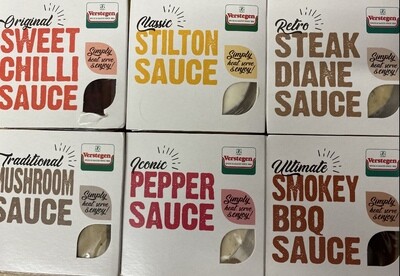 Original
SWEET
CHILLI
SAUCE
Verstegen
Simply
heat, serve
& enjoy!
Classic
STILTON
SAUCE
Verstegen
Simply
heat, serve
& enjoy!
Retro
STEAK
DIANE
SAUCE
Verstegen
Simply
heat, serve
& enjoy!
Traditional
MUSHROOM
SAUCE
Verstegen
Simply
heat, serve
& enjoy!
Iconic
PEPPER
SAUCE
Verstegen
Simply
heat, serve
& enjoy!
Ultimate
SMOKEY
BBQ
SAUCE
Verstegen
Simply
heat, serve
& enjoy!